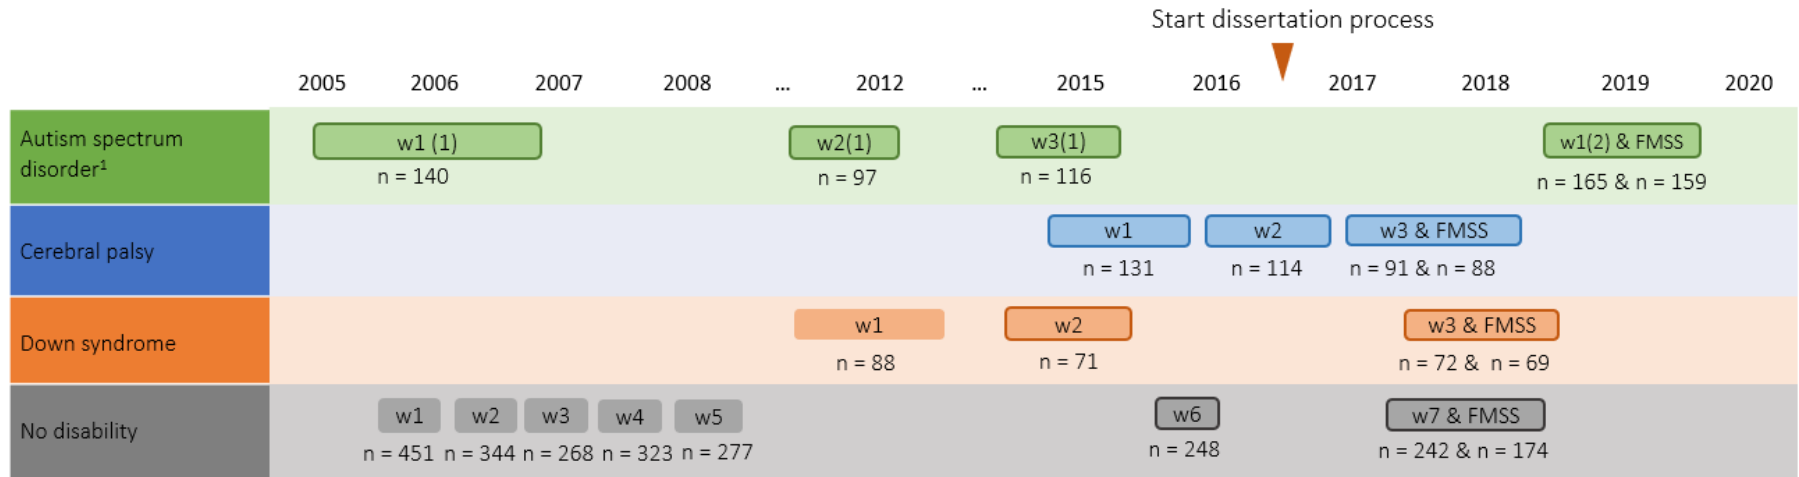 Start dissertation process
2005 2006 2007 2008 ... 2012 ... 2015 2016 2017 2018 2019 2020
Autism spectrum
disorder¹
w1 (1) w2(1) w3(1) w1(2) & FMSS
n = 140 n = 97 n = 116 n = 165 & n = 159
Cerebral palsy
w1 w2 w3 & FMSS
n = 131 n = 114 n = 91 & n = 88
Down syndrome
w1 w2 w3 & FMSS
n = 88 n = 71 n = 72 & n = 69
No disability
w1 w2 w3 w4 w5 w6 w7 & FMSS
n = 451 n = 344 n = 268 n = 323 n = 277 n = 248 n = 242 & n = 174